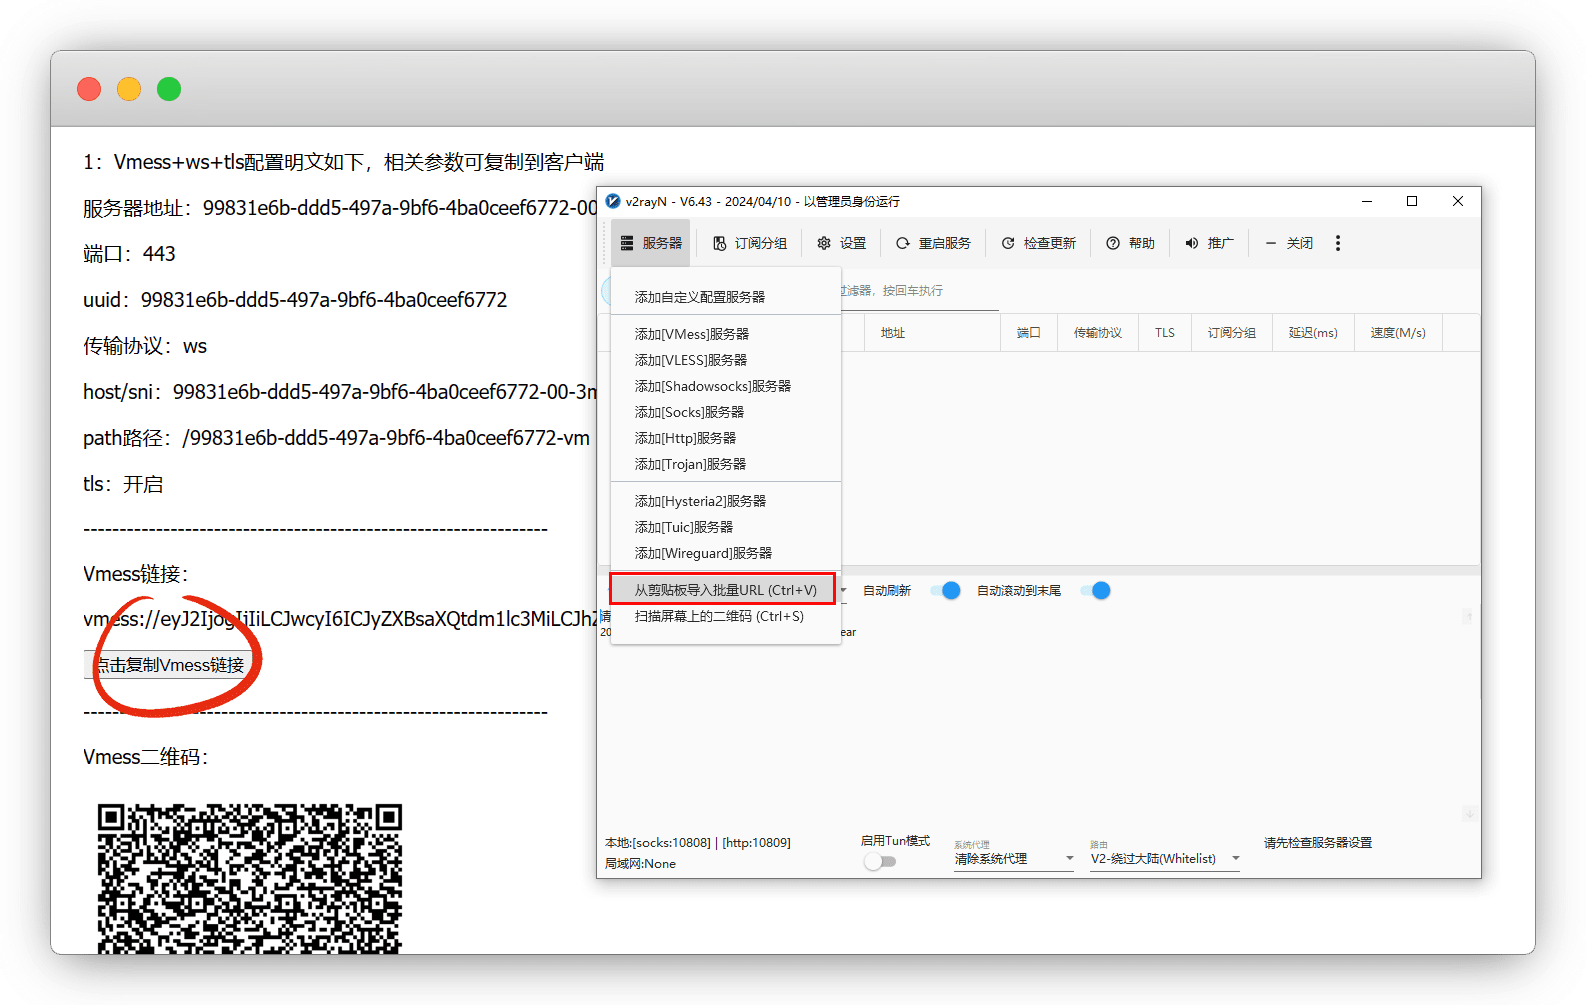 1：Vmess+ws+tls配置明文如下，相关参数可复制到客户端
服务器地址：99831e6b-ddd5-497a-9bf6-4ba0ceef6772-00
端口：443
uuid：99831e6b-ddd5-497a-9bf6-4ba0ceef6772
传输协议：ws
host/sni：99831e6b-ddd5-497a-9bf6-4ba0ceef6772-00-3m
path路径：/99831e6b-ddd5-497a-9bf6-4ba0ceef6772-vm
tls：开启
----------------------------------------------------------------
Vmess链接：
vmess://eyJ2IjogIjIiLCJwcyI6ICJyZXBsaXQtdm1lc3MiLCJhZ
点击复制Vmess链接
----------------------------------------------------------------
Vmess二维码：
v2rayN - V6.43 - 2024/04/10 - 以管理员身份运行
服务器 订阅分组 设置 重启服务 检查更新 帮助 推广 关闭
过滤器，按回车执行
地址 端口 传输协议 TLS 订阅分组 延迟(ms) 速度(M/s)
添加自定义配置服务器
添加[VMess]服务器
添加[VLESS]服务器
添加[Shadowsocks]服务器
添加[Socks]服务器
添加[Http]服务器
添加[Trojan]服务器
添加[Hysteria2]服务器
添加[Tuic]服务器
添加[Wireguard]服务器
从剪贴板导入批量URL (Ctrl+V)
扫描屏幕上的二维码 (Ctrl+S)
自动刷新 自动滚动到末尾
请
20 ear
本地:[socks:10808] | [http:10809]
局域网:None
启用Tun模式
系统代理
清除系统代理
路由
V2-绕过大陆(Whitelist)
请先检查服务器设置